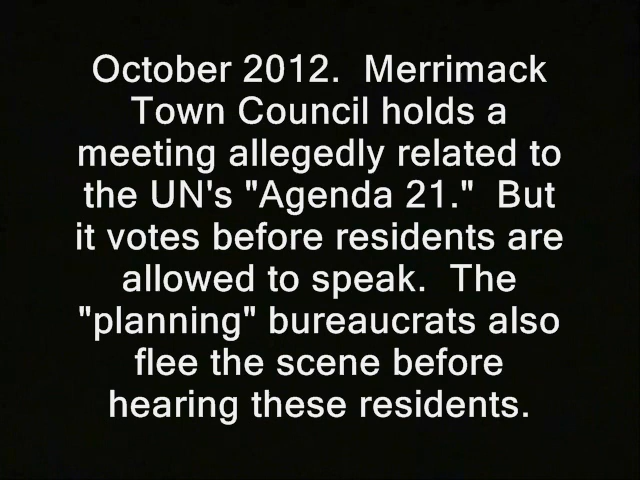 October 2012.  Merrimack
Town Council holds a
meeting allegedly related to
the UN's "Agenda 21."  But
it votes before residents are
allowed to speak.  The
"planning" bureaucrats also
flee the scene before
hearing these residents.